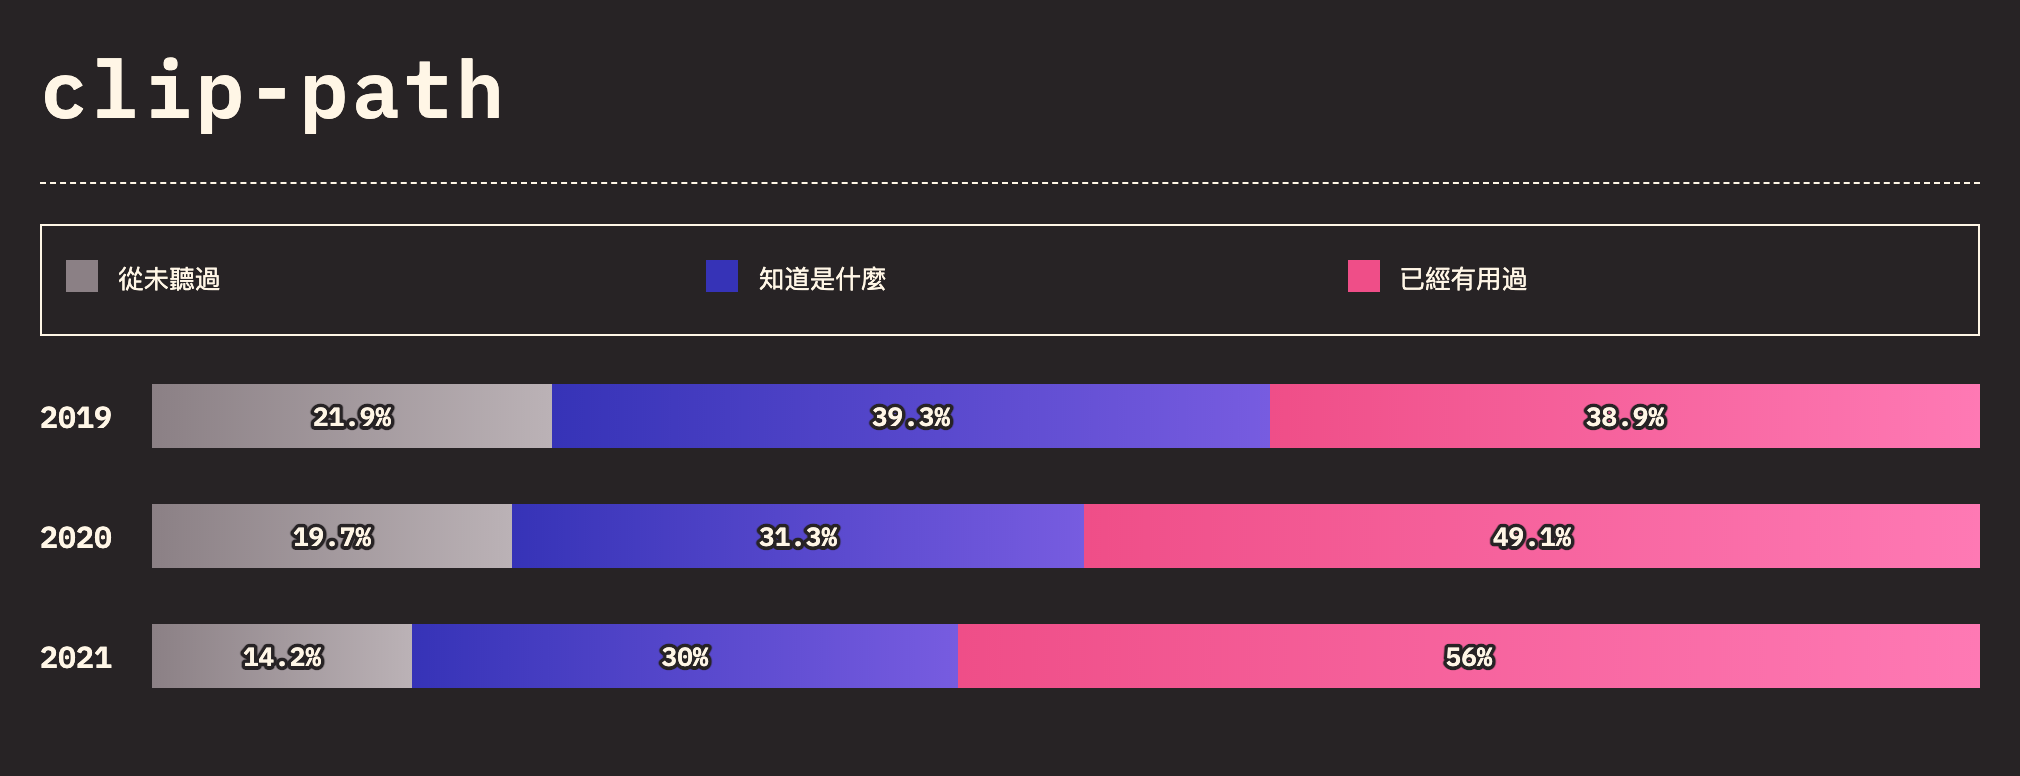 clip-path
從未聽過 知道是什麼 已經有用過
2019 21.9% 39.3% 38.9%
2020 19.7% 31.3% 49.1%
2021 14.2% 30% 56%